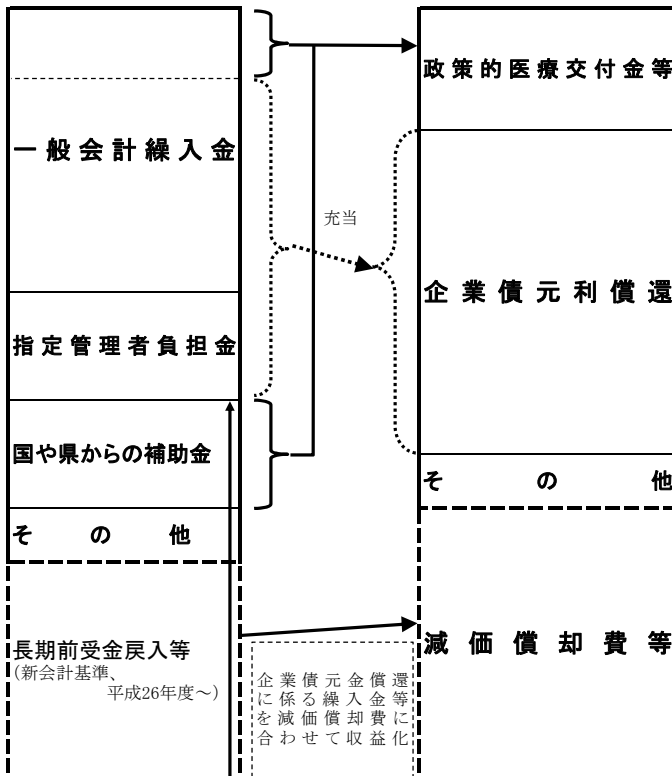 政策的医療交付金等
一般会計繰入金
充当
企業債元利償還
指定管理者負担金
国や県からの補助金
その他
その他
長期前受金戻入等
(新会計基準、
平成26年度～)
減価償却費等
企業債元金償還
に係る繰入金等
を減価償却費に
合わせて収益化